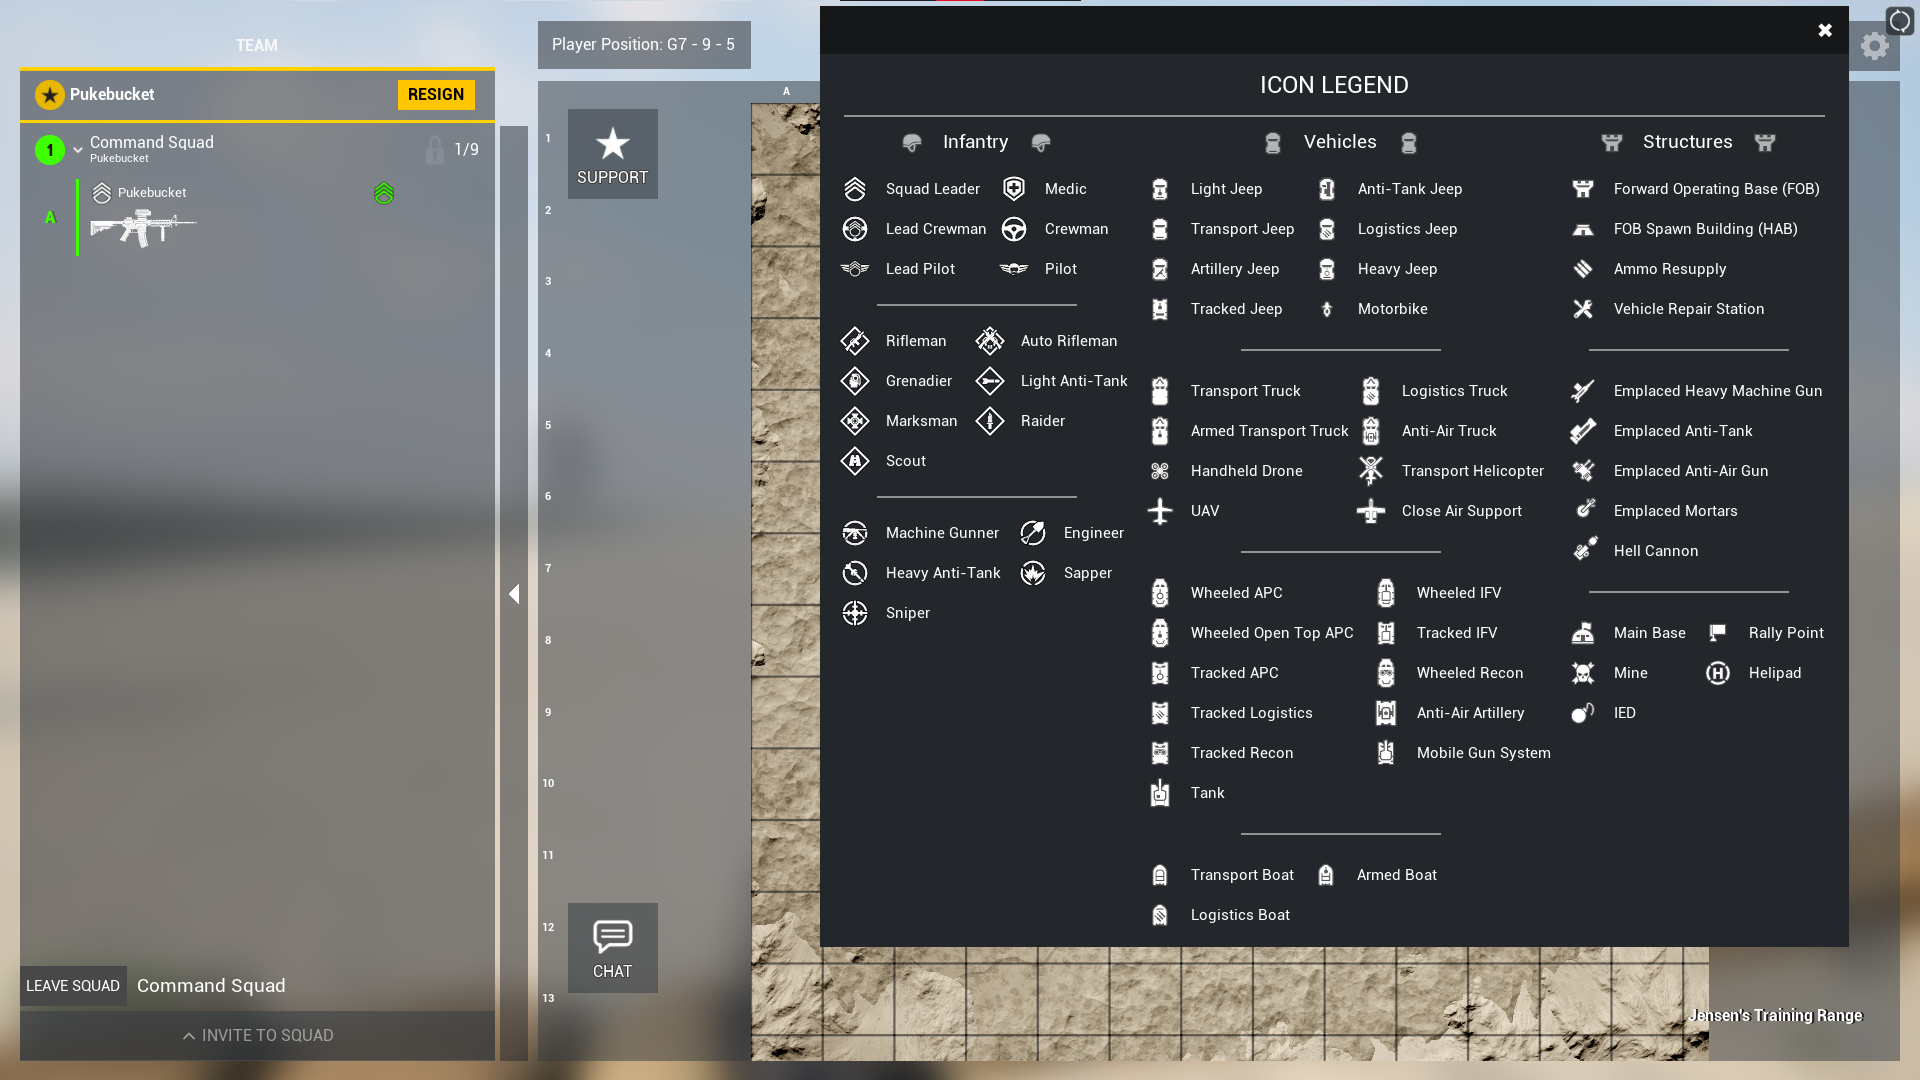 TEAM
Pukebucket
RESIGN
1
Command Squad
Pukebucket
1/9
A
Pukebucket
LEAVE SQUAD
Command Squad
INVITE TO SQUAD
Player Position: G7 - 9 - 5
A
1
2
3
4
5
6
7
8
9
10
11
12
13
SUPPORT
CHAT
ICON LEGEND
Infantry
Squad Leader
Medic
Lead Crewman
Crewman
Lead Pilot
Pilot
Rifleman
Auto Rifleman
Grenadier
Light Anti-Tank
Marksman
Raider
Scout
Machine Gunner
Engineer
Heavy Anti-Tank
Sapper
Sniper
Vehicles
Light Jeep
Anti-Tank Jeep
Transport Jeep
Logistics Jeep
Artillery Jeep
Heavy Jeep
Tracked Jeep
Motorbike
Transport Truck
Logistics Truck
Armed Transport Truck
Anti-Air Truck
Handheld Drone
Transport Helicopter
UAV
Close Air Support
Wheeled APC
Wheeled IFV
Wheeled Open Top APC
Tracked IFV
Tracked APC
Wheeled Recon
Tracked Logistics
Anti-Air Artillery
Tracked Recon
Mobile Gun System
Tank
Transport Boat
Armed Boat
Logistics Boat
Structures
Forward Operating Base (FOB)
FOB Spawn Building (HAB)
Ammo Resupply
Vehicle Repair Station
Emplaced Heavy Machine Gun
Emplaced Anti-Tank
Emplaced Anti-Air Gun
Emplaced Mortars
Hell Cannon
Main Base
Rally Point
Mine
H
Helipad
IED
Jensen's Training Range